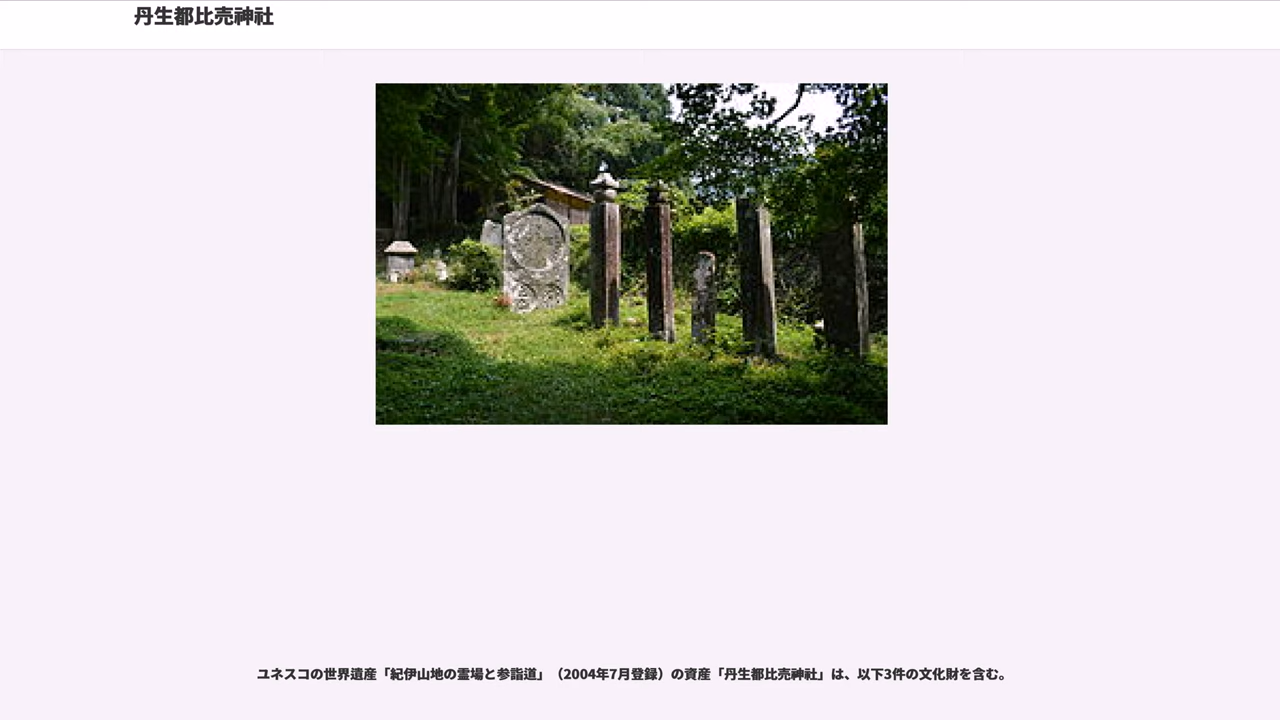 丹生都比売神社
ユネスコの世界遺産「紀伊山地の霊場と参詣道」（2004年7月登録）の資産「丹生都比売神社」は、以下3件の文化財を含む。